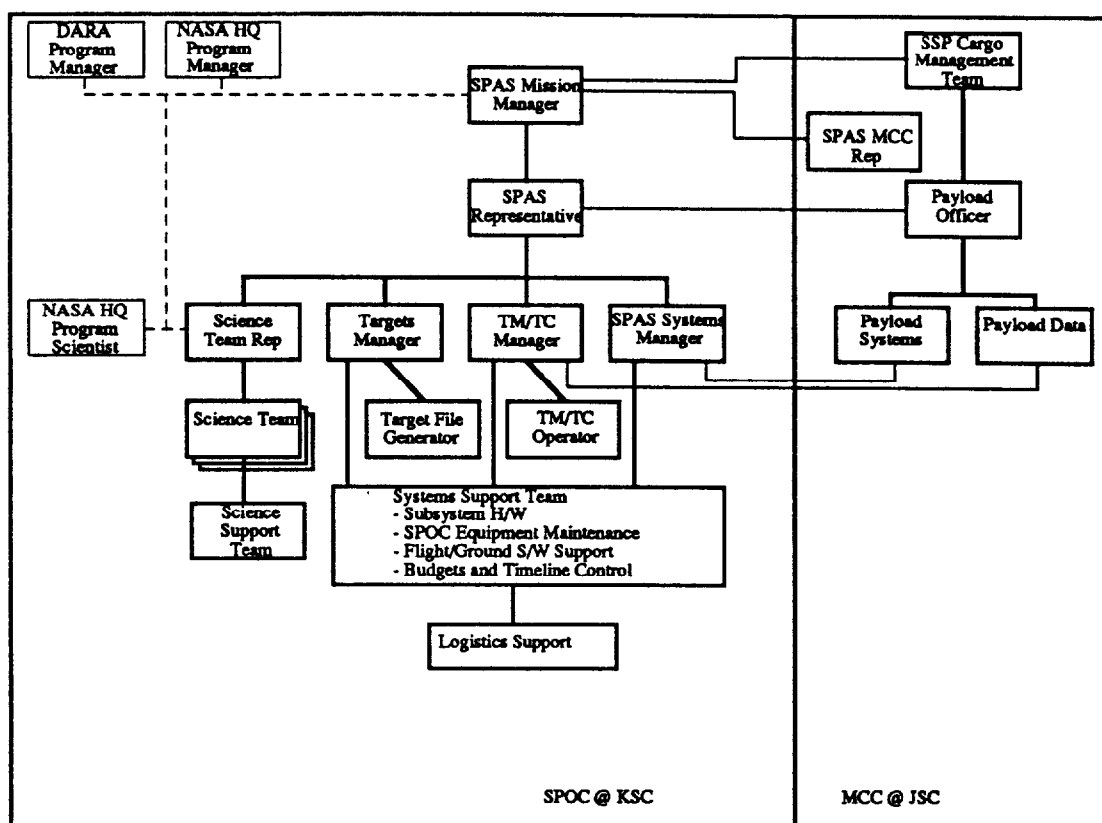 DARA
Program
Manager
NASA HQ
Program
Manager
SPAS Mission
Manager
SSP Cargo
Management
Team
SPAS MCC
Rep
SPAS
Representative
Payload
Officer
NASA HQ
Program
Scientist
Science
Team Rep
Targets
Manager
TM/TC
Manager
SPAS Systems
Manager
Payload
Systems
Payload Data
Science Team
Target File
Generator
TM/TC
Operator
Science
Support
Team
Systems Support Team
- Subsystem H/W
- SPOC Equipment Maintenance
- Flight/Ground S/W Support
- Budgets and Timeline Control
Logistics Support
SPOC @ KSC
MCC @ JSC